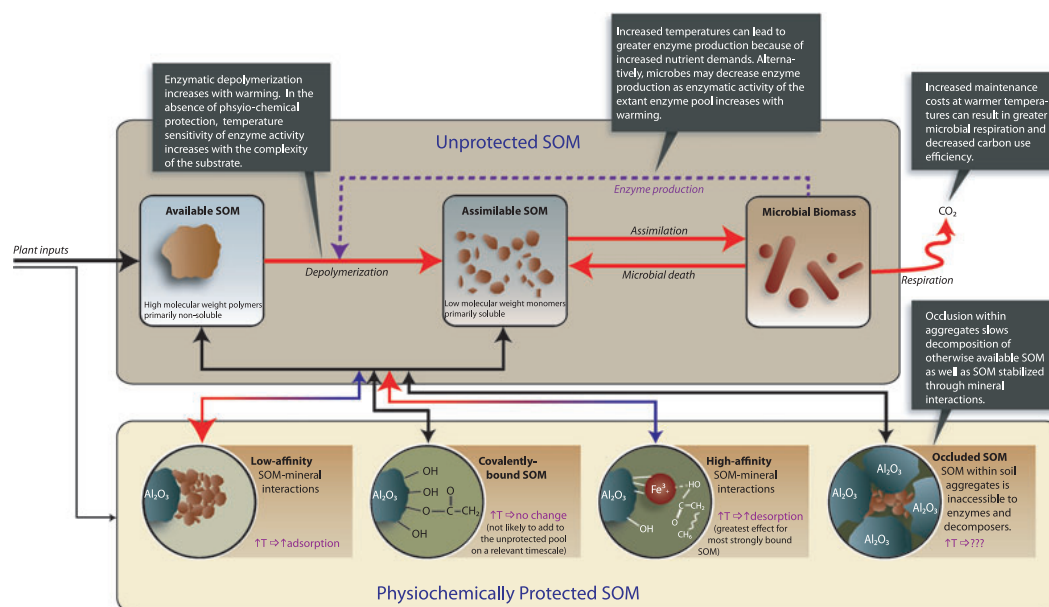 Increased temperatures can lead to
greater enzyme production because of
increased nutrient demands. Alterna-
tively, microbes may decrease enzyme
production as enzymatic activity of the
extant enzyme pool increases with
warming.
Enzymatic depolymerization
increases with warming. In the
absence of phsyio-chemical
protection, temperature
sensitivity of enzyme activity
increases with the complexity
of the substrate.
Increased maintenance
costs at warmer tempera-
tures can result in greater
microbial respiration and
decreased carbon use
efficiency.
Unprotected SOM
Enzyme production
Available SOM
Assimilable SOM
Microbial Biomass
CO₂
Plant inputs
Assimilation
Depolymerization
Microbial death
Respiration
High molecular weight polymers
primarily non-soluble
Low molecular weight monomers
primarily soluble
Occlusion within
aggregates slows
decomposition of
otherwise available SOM
as well as SOM stabilized
through mineral
interactions.
Al₂O₃
Low-affinity
SOM-mineral
interactions
↑T ⇨↑adsorption
Al₂O₃
OH
OH
O
O–C–CH₂
OH
Covalently-
bound SOM
↑T ⇨no change
(not likely to add to
the unprotected pool
on a relevant timescale)
Al₂O₃
Fe³₊
HO
C–CH₂
O
CH₆
OH
High-affinity
SOM-mineral
interactions
↑T ⇨↑desorption
(greatest effect for
most strongly bound
SOM)
Al₂O₃
Al₂O₃
Al₂O₃
Al₂O₃
Occluded SOM
SOM within soil
aggregates is
inaccessible to
enzymes and
decomposers.
↑T ⇨???
Physiochemically Protected SOM